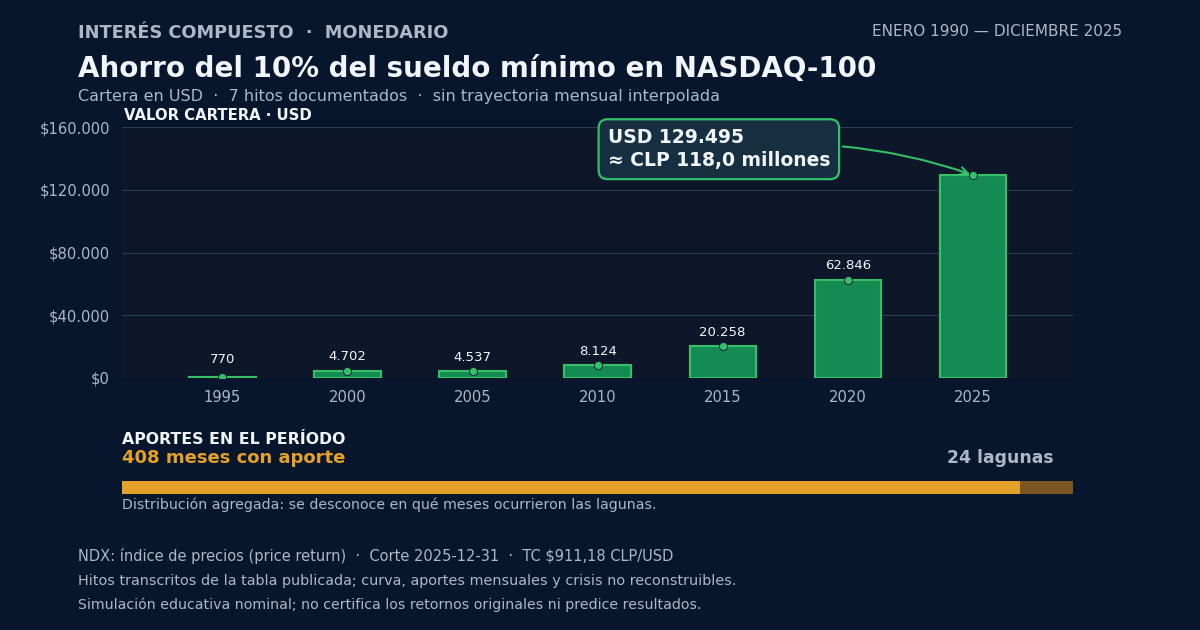 INTERÉS COMPUESTO · MONEDARIO
ENERO 1990 — DICIEMBRE 2025
Ahorro del 10% del sueldo mínimo en NASDAQ-100
Cartera en USD · 7 hitos documentados · sin trayectoria mensual interpolada
VALOR CARTERA · USD
$160.000
$120.000
$80.000
$40.000
$0
USD 129.495
≈ CLP 118,0 millones
770
4.702
4.537
8.124
20.258
62.846
1995
2000
2005
2010
2015
2020
2025
APORTES EN EL PERÍODO
408 meses con aporte
24 lagunas
Distribución agregada: se desconoce en qué meses ocurrieron las lagunas.
NDX: índice de precios (price return) · Corte 2025-12-31 · TC $911,18 CLP/USD
Hitos transcritos de la tabla publicada; curva, aportes mensuales y crisis no reconstruibles.
Simulación educativa nominal; no certifica los retornos originales ni predice resultados.